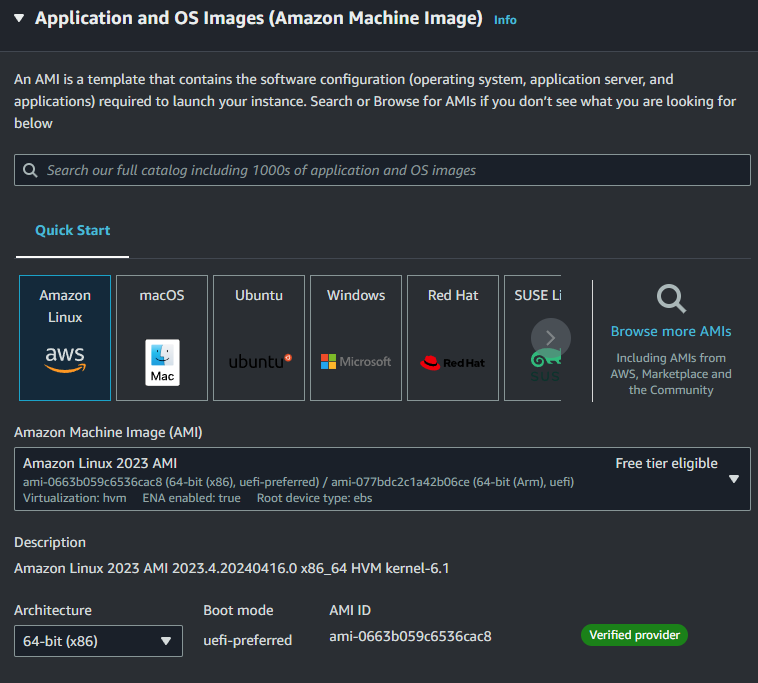 Application and OS Images (Amazon Machine Image) Info
An AMI is a template that contains the software configuration (operating system, application server, and
applications) required to launch your instance. Search or Browse for AMIs if you don't see what you are looking for
below
Search our full catalog including 1000s of application and OS images
Quick Start
Amazon
Linux
aws
macOS
Mac
Ubuntu
ubuntu
Windows
Microsoft
Red Hat
Red Hat
SUSE Li
SUS
Browse more AMIs
Including AMIs from
AWS, Marketplace and
the Community
Amazon Machine Image (AMI)
Amazon Linux 2023 AMI
Free tier eligible
ami-0663b059c6536cac8 (64-bit (x86), uefi-preferred) / ami-077bdc2c1a42b06ce (64-bit (Arm), uefi)
Virtualization: hvm ENA enabled: true Root device type: ebs
Description
Amazon Linux 2023 AMI 2023.4.20240416.0 x86_64 HVM kernel-6.1
Architecture
64-bit (x86)
Boot mode
uefi-preferred
AMI ID
ami-0663b059c6536cac8
Verified provider